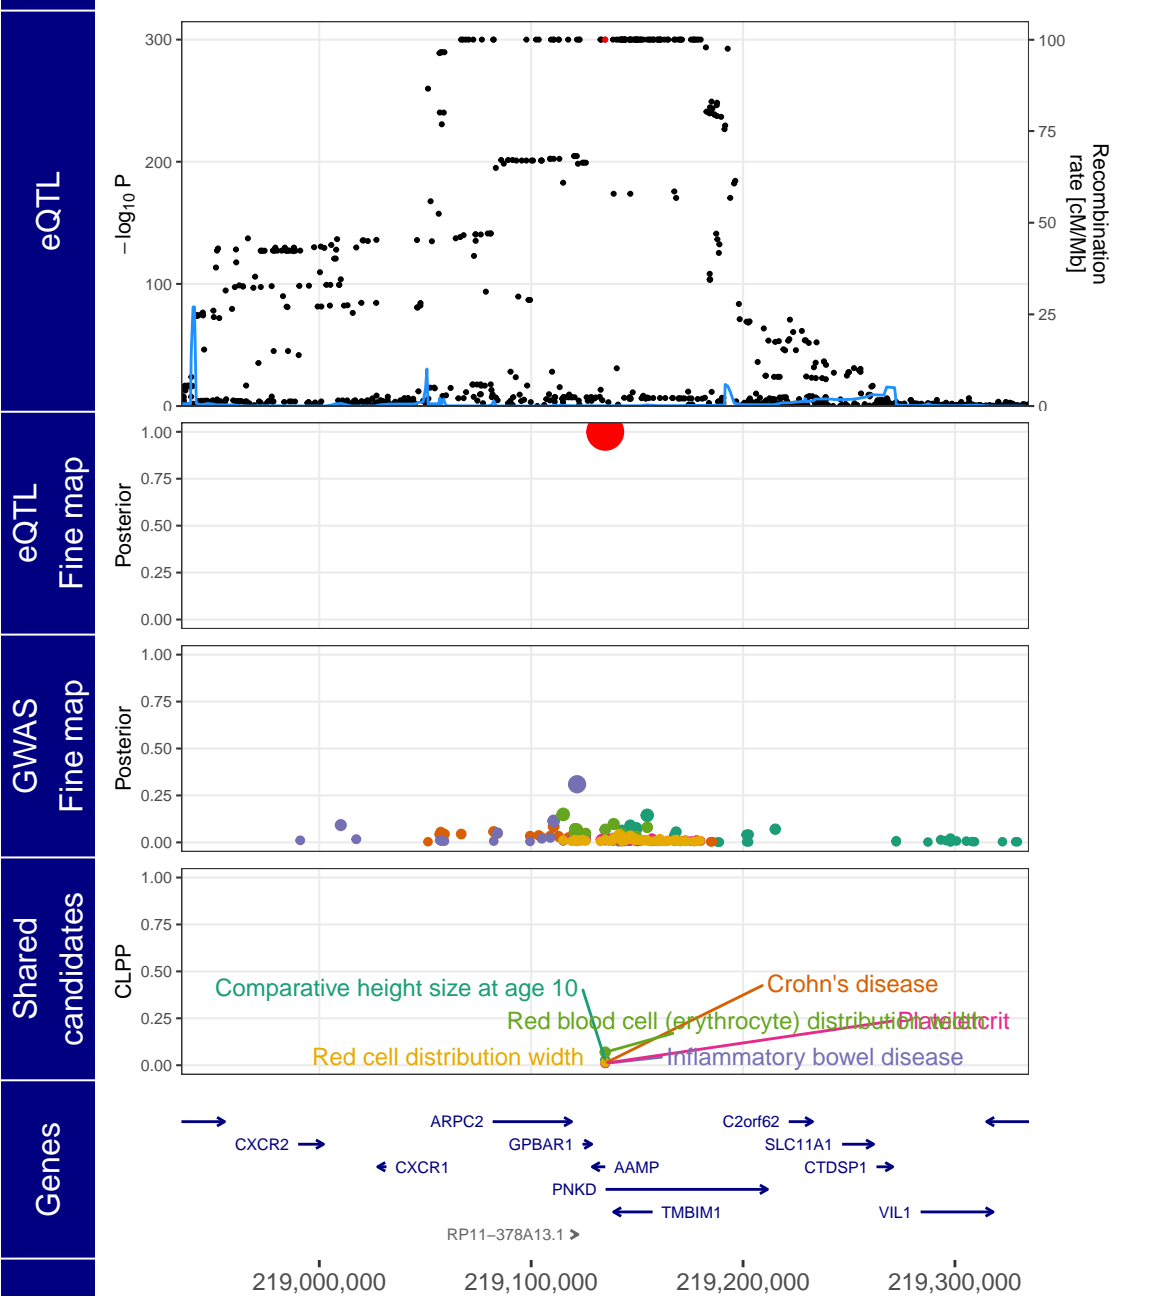 eQTL
−log10 P
300
200
100
0
100
75
50
25
0
Recombination
rate [cM/Mb]
eQTL
Fine map
Posterior
1.00
0.75
0.50
0.25
0.00
GWAS
Fine map
Posterior
1.00
0.75
0.50
0.25
0.00
Shared
candidates
CLPP
1.00
0.75
0.50
0.25
0.00
Comparative height size at age 10
Crohn's disease
Red blood cell (erythrocyte) distribution width
Plateletcrit
Red cell distribution width
Inflammatory bowel disease
Genes
ARPC2
C2orf62
CXCR2
GPBAR1
SLC11A1
CXCR1
AAMP
CTDSP1
PNKD
TMBIM1
VIL1
RP11−378A13.1
219,000,000
219,100,000
219,200,000
219,300,000